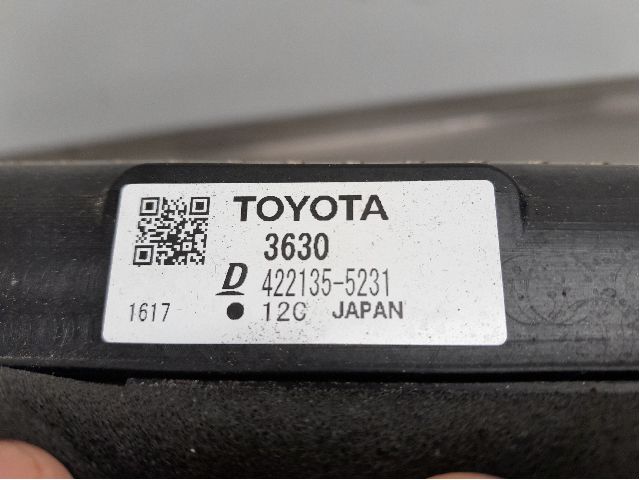 TOYOTA
3630
D 422135-5231
1617 ● 12C JAPAN